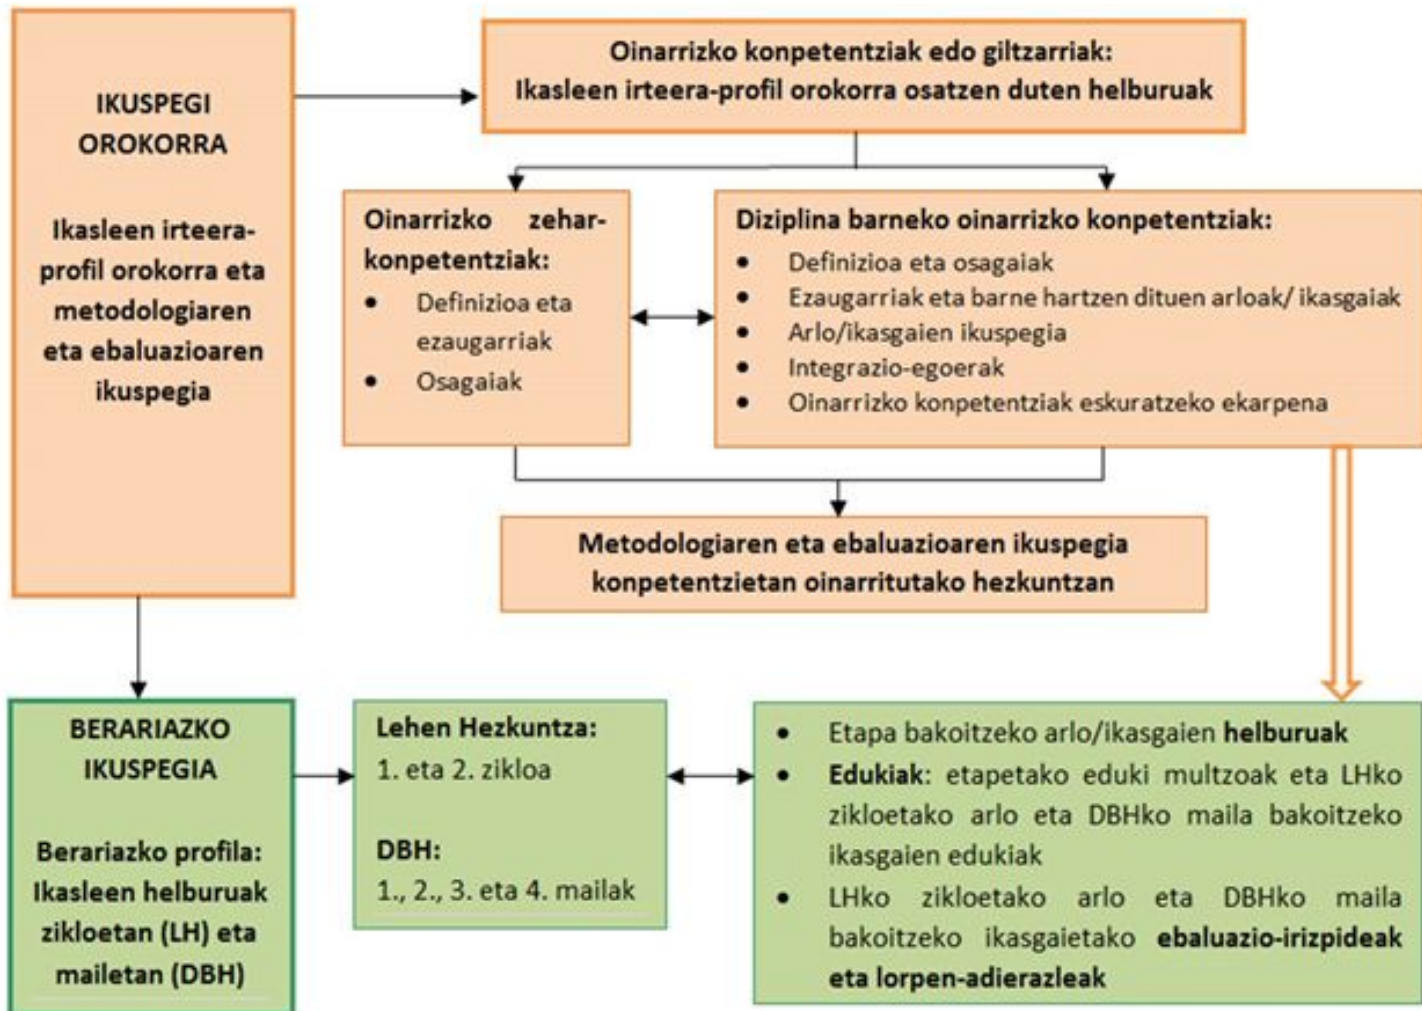 IKUSPEGI
OROKORRA
Ikasleen irteera-
profil orokorra eta
metodologiaren
eta ebaluazioaren
ikuspegia
Oinarrizko konpetentziak edo giltzarriak:
Ikasleen irteera-profil orokorra osatzen duten helburuak
Oinarrizko zehar-
konpetentziak:
• Definizioa eta
ezaugarriak
• Osagaiak
Diziplina barneko oinarrizko konpetentziak:
• Definizioa eta osagaiak
• Ezaugarriak eta barne hartzen dituen arloak/ ikasgaiak
• Arlo/ikasgaien ikuspegia
• Integrazio-egoerak
• Oinarrizko konpetentziak eskuratzeko ekarpena
Metodologiaren eta ebaluazioaren ikuspegia
konpetentzietan oinarritutako hezkuntzan
BERARIAZKO
IKUSPEGIA
Berariazko profila:
Ikasleen helburuak
zikloetan (LH) eta
mailetan (DBH)
Lehen Hezkuntza:
1. eta 2. zikloa
DBH:
1., 2., 3. eta 4. mailak
• Etapa bakoitzeko arlo/ikasgaien helburuak
• Edukiak: etapetako eduki multzoak eta LHko
zikloetako arlo eta DBHko maila bakoitzeko
ikasgaien edukiak
• LHko zikloetako arlo eta DBHko maila
bakoitzeko ikasgaietako ebaluazio-irizpideak
eta lorpen-adierazleak